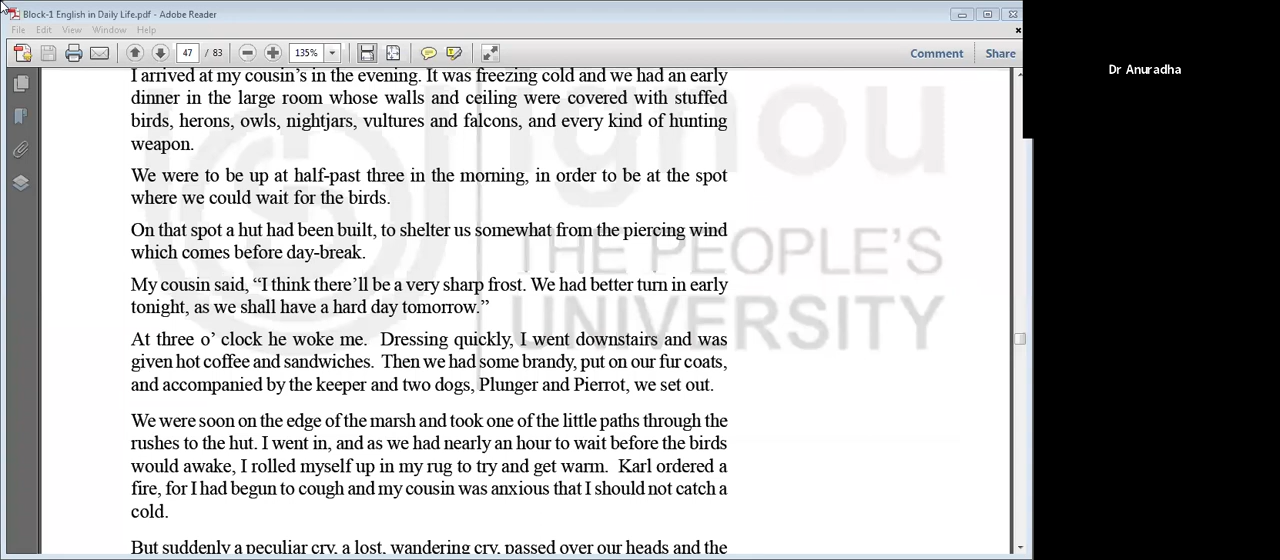 Block-1 English in Daily Life.pdf - Adobe Reader
File Edit View Window Help
47 / 83 135% Comment Share
Dr Anuradha
ignou
THE PEOPLE'S
UNIVERSITY
I arrived at my cousin's in the evening. It was freezing cold and we had an early
dinner in the large room whose walls and ceiling were covered with stuffed
birds, herons, owls, nightjars, vultures and falcons, and every kind of hunting
weapon.
We were to be up at half-past three in the morning, in order to be at the spot
where we could wait for the birds.
On that spot a hut had been built, to shelter us somewhat from the piercing wind
which comes before day-break.
My cousin said, “I think there'll be a very sharp frost. We had better turn in early
tonight, as we shall have a hard day tomorrow.”
At three o' clock he woke me. Dressing quickly, I went downstairs and was
given hot coffee and sandwiches. Then we had some brandy, put on our fur coats,
and accompanied by the keeper and two dogs, Plunger and Pierrot, we set out.
We were soon on the edge of the marsh and took one of the little paths through the
rushes to the hut. I went in, and as we had nearly an hour to wait before the birds
would awake, I rolled myself up in my rug to try and get warm. Karl ordered a
fire, for I had begun to cough and my cousin was anxious that I should not catch a
cold.
But suddenly a peculiar cry, a lost, wandering cry, passed over our heads and the